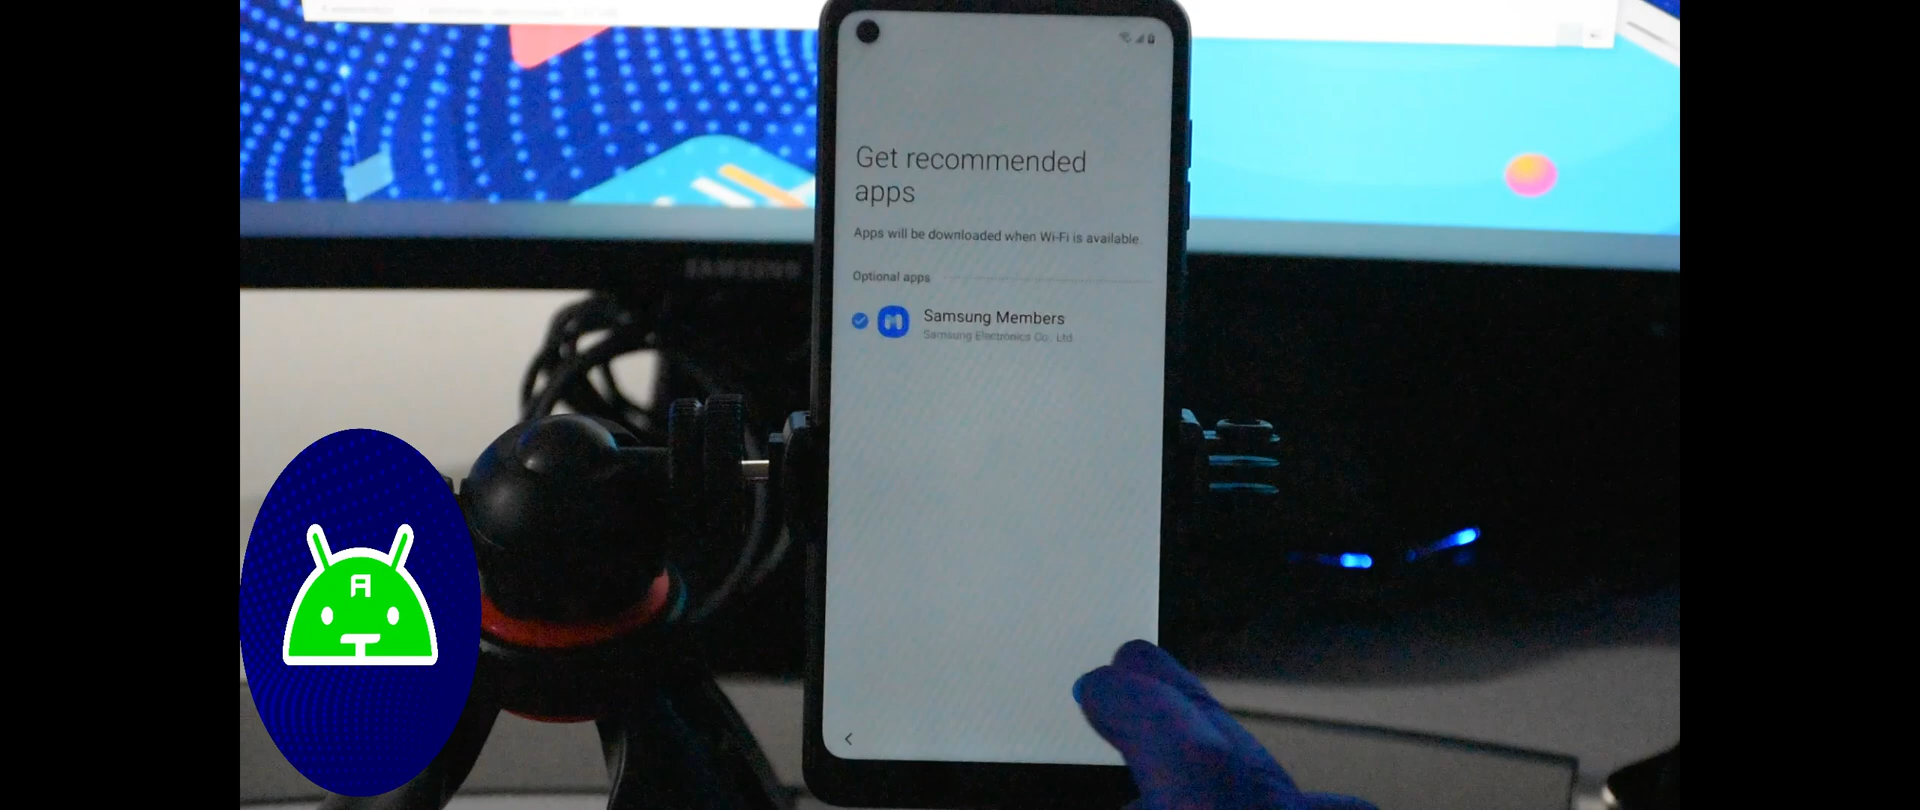 Get recommended
apps
Apps will be downloaded when Wi-Fi is available.
Optional apps
Samsung Members
Samsung Electronics Co., Ltd.
SAMSUNG
A
T